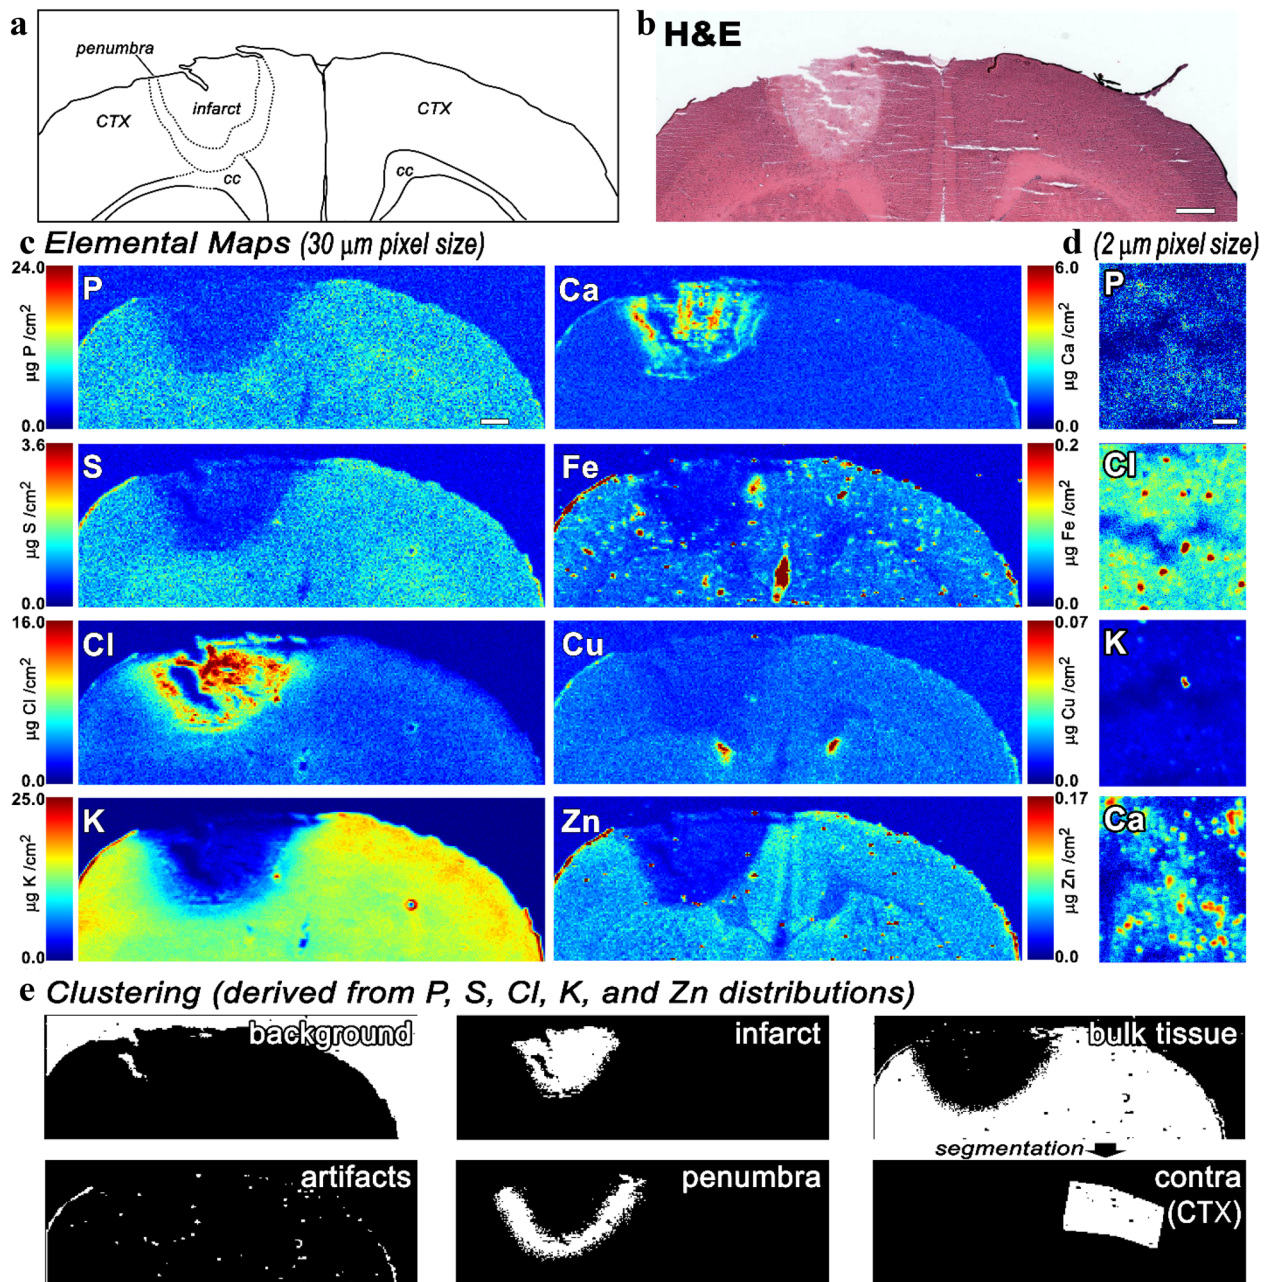 a
penumbra
infarct
CTX
CTX
cc
cc
b H&E
c Elemental Maps (30 μm pixel size)
d (2 μm pixel size)
24.0
μg P /cm2
0.0
P
Ca
6.0
μg Ca /cm2
0.0
P
3.6
μg S /cm2
0.0
S
Fe
0.2
μg Fe /cm2
0.0
Cl
16.0
μg Cl /cm2
0.0
Cl
Cu
0.07
μg Cu /cm2
0.0
K
25.0
μg K /cm2
0.0
K
Zn
0.17
μg Zn /cm2
0.0
Ca
e Clustering (derived from P, S, Cl, K, and Zn distributions)
background
infarct
bulk tissue
segmentation
artifacts
penumbra
contra
(CTX)